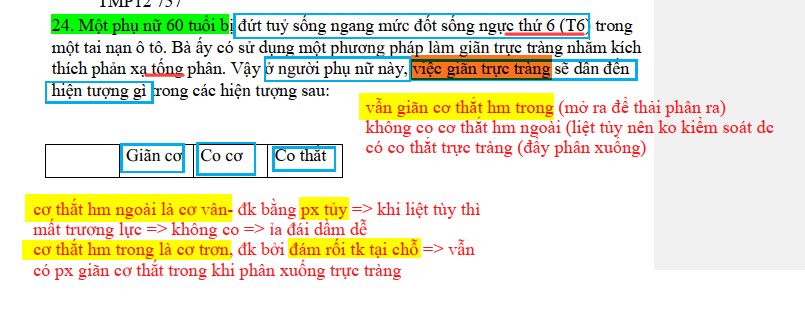 24. Một phụ nữ 60 tuổi bị đứt tuỷ sống ngang mức đốt sống ngực thứ 6 (T6) trong
một tai nạn ô tô. Bà ấy có sử dụng một phương pháp làm giãn trực tràng nhằm kích
thích phản xạ tống phân. Vậy ở người phụ nữ này, việc giãn trực tràng sẽ dẫn đến
hiện tượng gì trong các hiện tượng sau:
vẫn giãn cơ thắt hm trong (mở ra để thải phân ra)
không co cơ thắt hm ngoài (liệt tủy nên ko kiểm soát dc
có co thắt trực tràng (đẩy phân xuống)
Giãn cơ Co cơ Co thắt
cơ thắt hm ngoài là cơ vân- đk bằng px tủy => khi liệt tùy thì
mất trương lực => không co => ỉa đái dầm dễ
cơ thắt hm trong là cơ trơn, đk bởi đám rối tk tại chỗ => vẫn
có px giãn cơ thắt trong khi phân xuống trực tràng